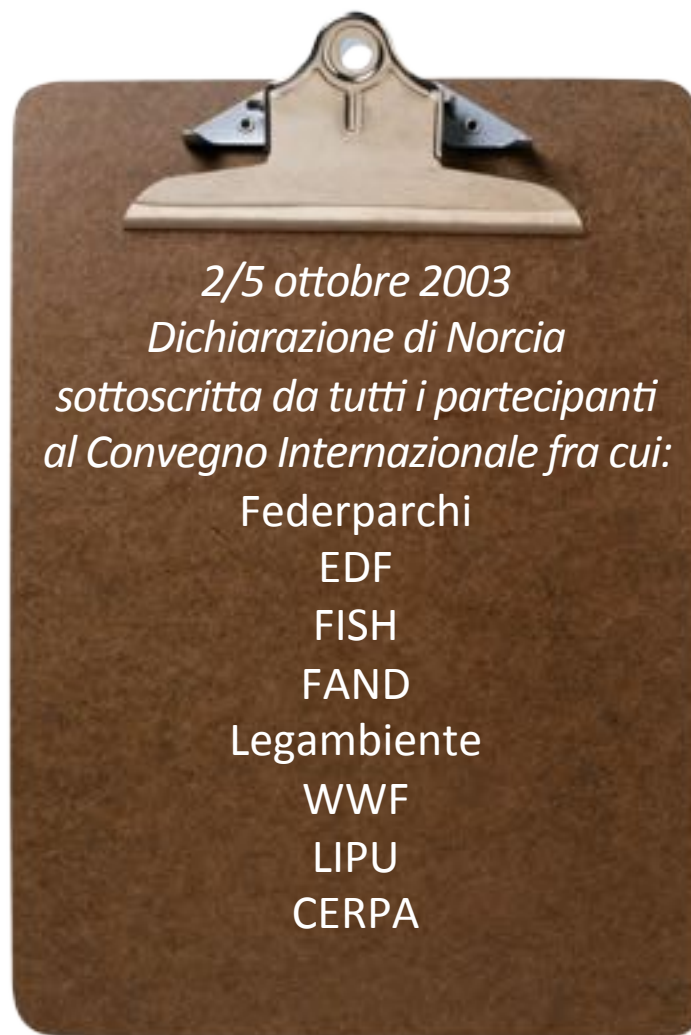 2/5 ottobre 2003
Dichiarazione di Norcia
sottoscritta da tutti i partecipanti
al Convegno Internazionale fra cui:
Federparchi
EDF
FISH
FAND
Legambiente
WWF
LIPU
CERPA